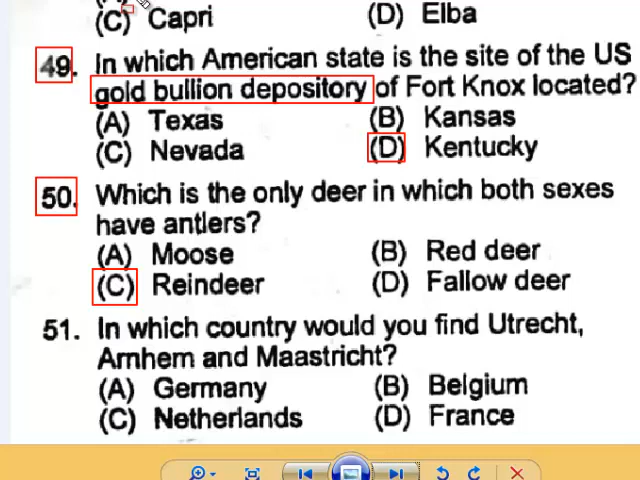 (C) Capri (D) Elba
49. In which American state is the site of the US
gold bullion depository of Fort Knox located?
(A) Texas (B) Kansas
(C) Nevada (D) Kentucky
50. Which is the only deer in which both sexes
have antlers?
(A) Moose (B) Red deer
(C) Reindeer (D) Fallow deer
51. In which country would you find Utrecht,
Arnhem and Maastricht?
(A) Germany (B) Belgium
(C) Netherlands (D) France